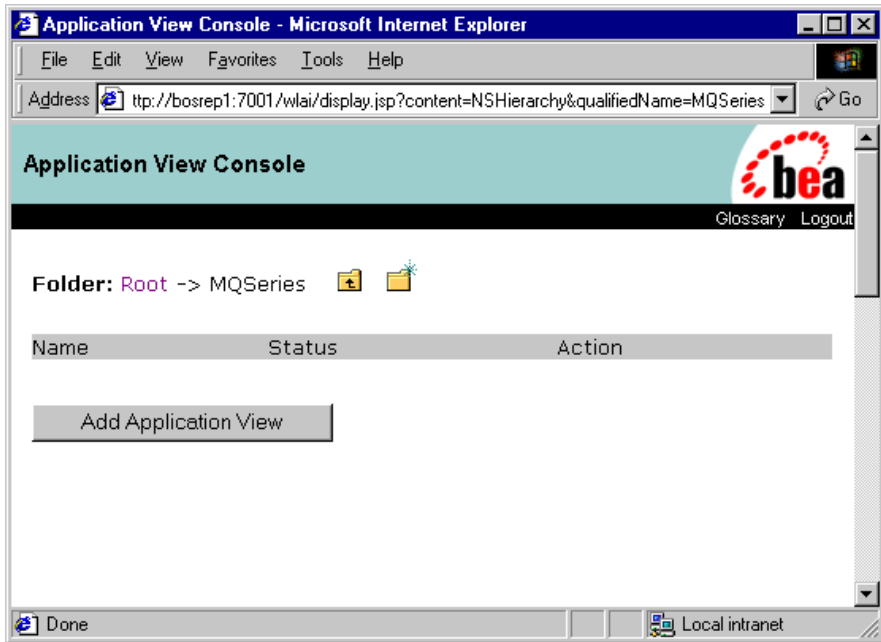 Application View Console - Microsoft Internet Explorer
File Edit View Favorites Tools Help
Address ttp://bosrep1:7001/wlai/display.jsp?content=NSHierarchy&qualifiedName=MQSeries Go
Application View Console
bea
Glossary Logout
Folder: Root -> MQSeries
Name Status Action
Add Application View
Done Local intranet